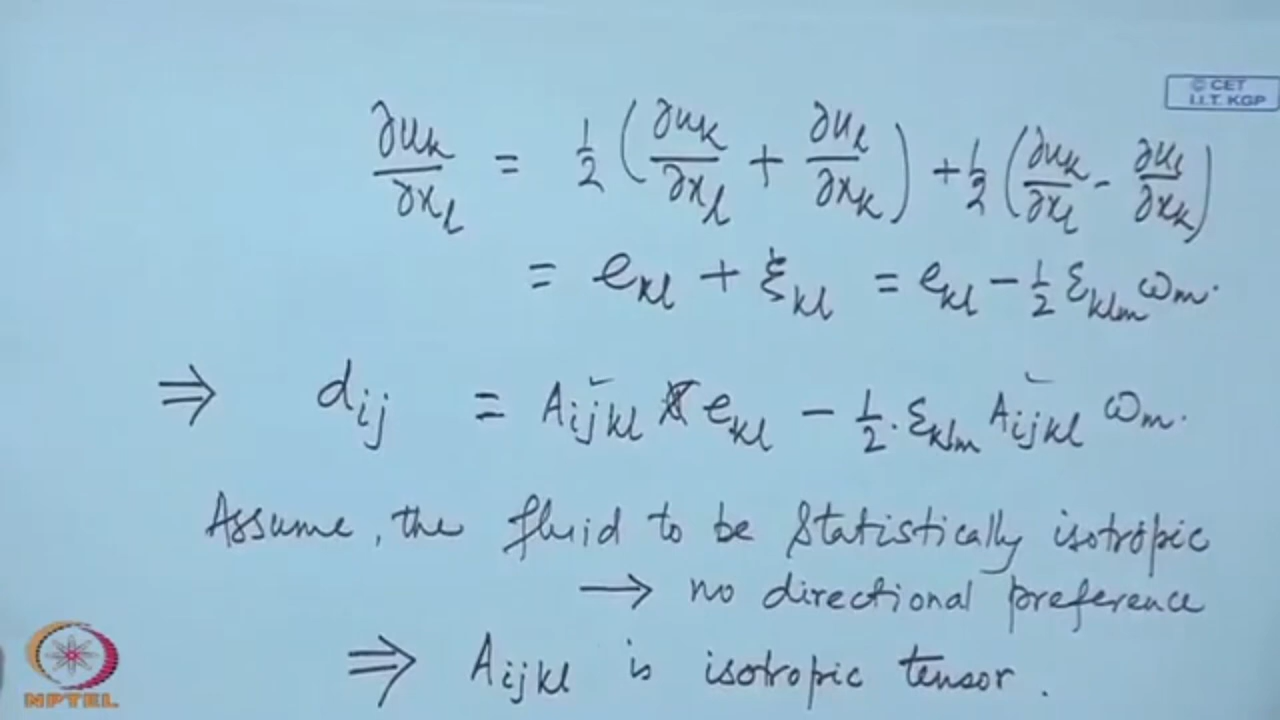 © CET
I.I.T. KGP
∂u_k/∂x_l = 1/2 (∂u_k/∂x_l + ∂u_l/∂x_k) + 1/2 (∂u_k/∂x_l - ∂u_l/∂x_k)
= e_kl + ξ_kl = e_kl - 1/2 ε_klm ω_m.
⇒ d_ij = A_ijkl e_kl - 1/2. ε_klm A_ijkl ω_m.
Assume, the fluid to be statistically isotropic
→ no directional preference
⇒ A_ijkl is isotropic tensor.
NPTEL